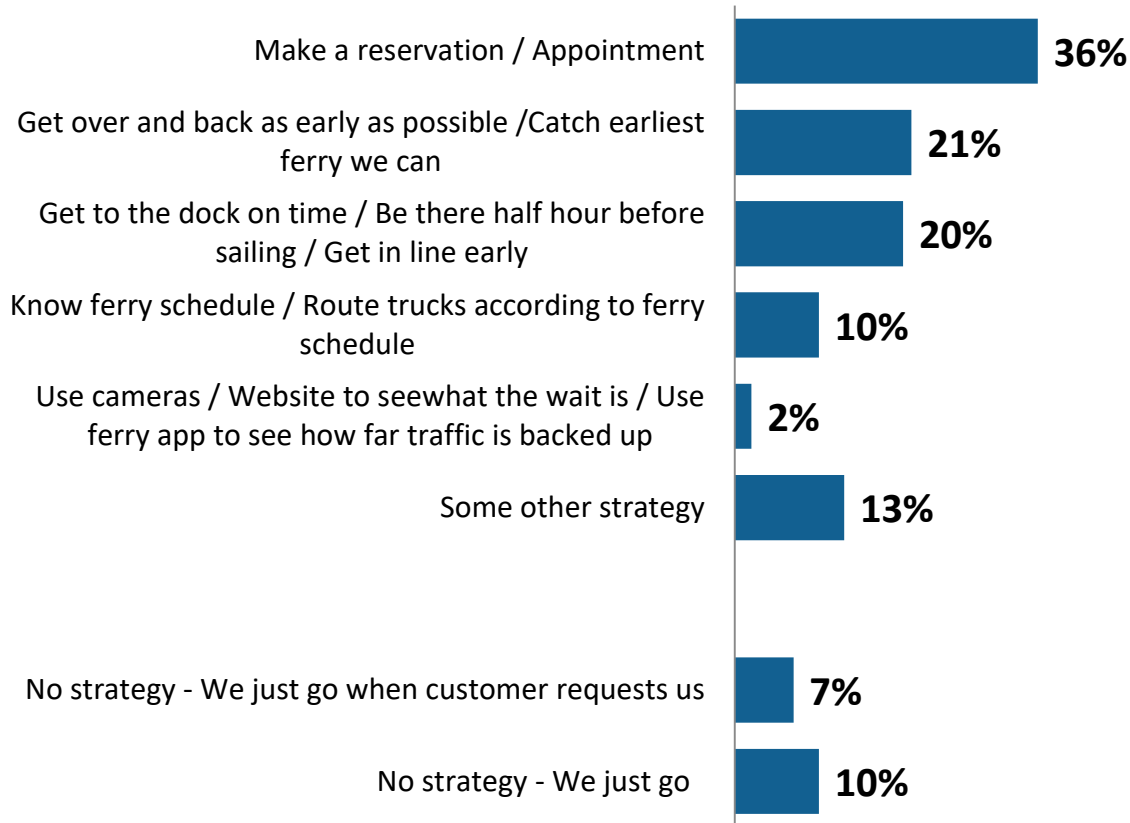 Make a reservation / Appointment
36%
Get over and back as early as possible /Catch earliest
ferry we can
21%
Get to the dock on time / Be there half hour before
sailing / Get in line early
20%
Know ferry schedule / Route trucks according to ferry
schedule
10%
Use cameras / Website to seewhat the wait is / Use
ferry app to see how far traffic is backed up
2%
Some other strategy
13%
No strategy - We just go when customer requests us
7%
No strategy - We just go
10%